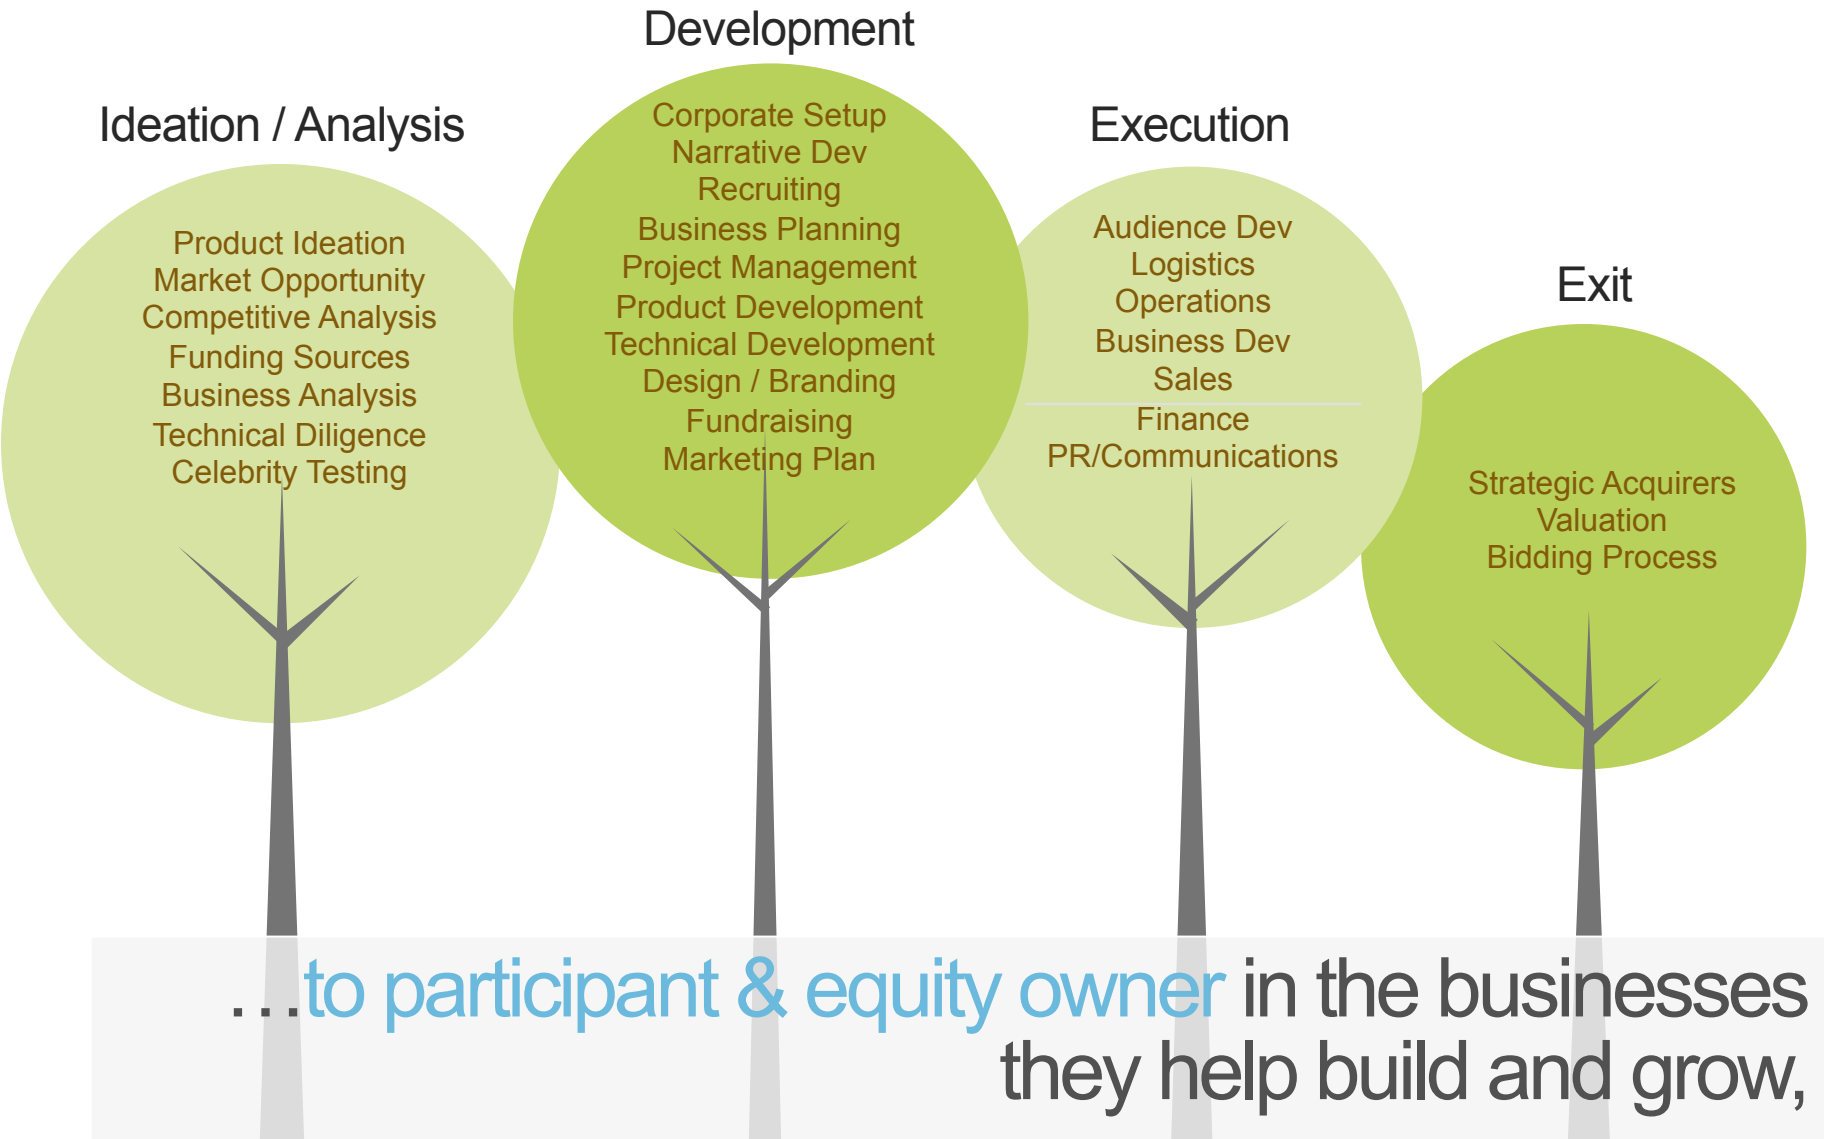 Ideation / Analysis
Product Ideation
Market Opportunity
Competitive Analysis
Funding Sources
Business Analysis
Technical Diligence
Celebrity Testing
Development
Corporate Setup
Narrative Dev
Recruiting
Business Planning
Project Management
Product Development
Technical Development
Design / Branding
Fundraising
Marketing Plan
Execution
Audience Dev
Logistics
Operations
Business Dev
Sales
Finance
PR/Communications
Exit
Strategic Acquirers
Valuation
Bidding Process
…to participant & equity owner in the businesses
they help build and grow,